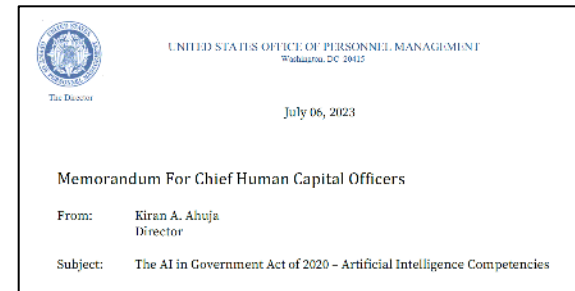 UNITED STATES OFFICE OF PERSONNEL MANAGEMENT
Washington, DC 20415
The Director
July 06, 2023
Memorandum For Chief Human Capital Officers
From: Kiran A. Ahuja
Director
Subject: The AI in Government Act of 2020 – Artificial Intelligence Competencies